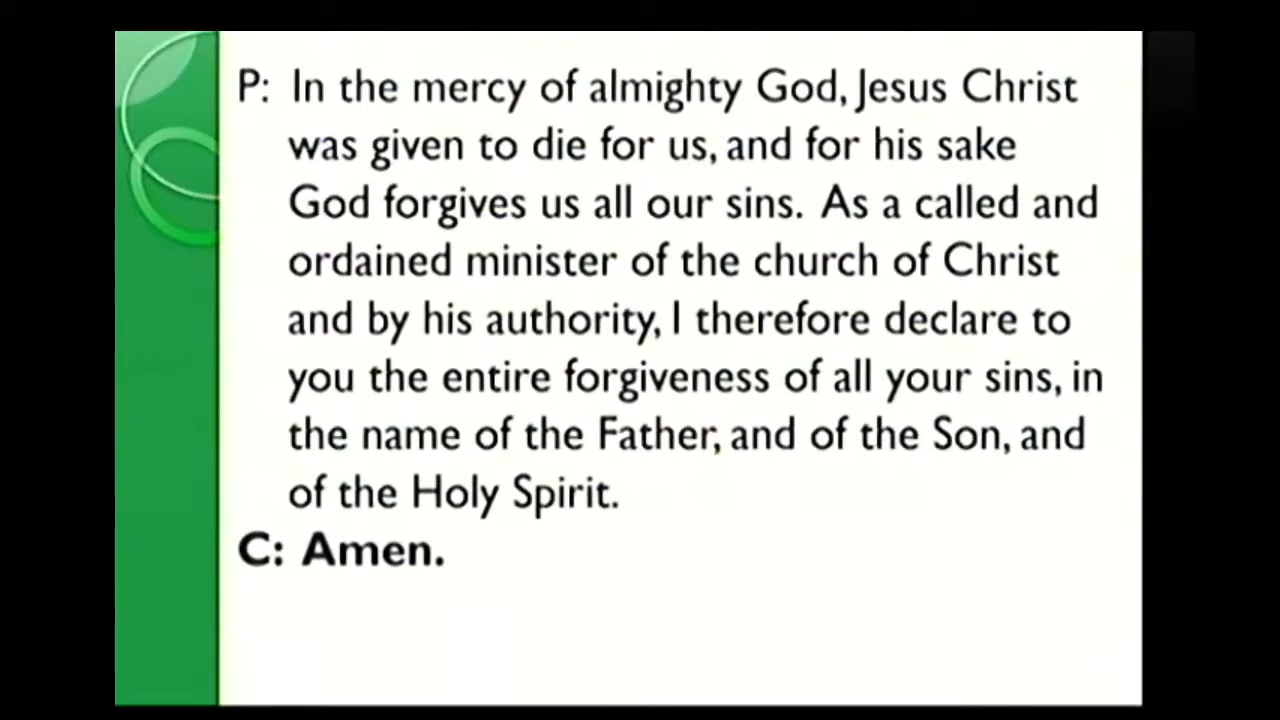 P: In the mercy of almighty God, Jesus Christ
was given to die for us, and for his sake
God forgives us all our sins. As a called and
ordained minister of the church of Christ
and by his authority, I therefore declare to
you the entire forgiveness of all your sins, in
the name of the Father, and of the Son, and
of the Holy Spirit.
C: Amen.